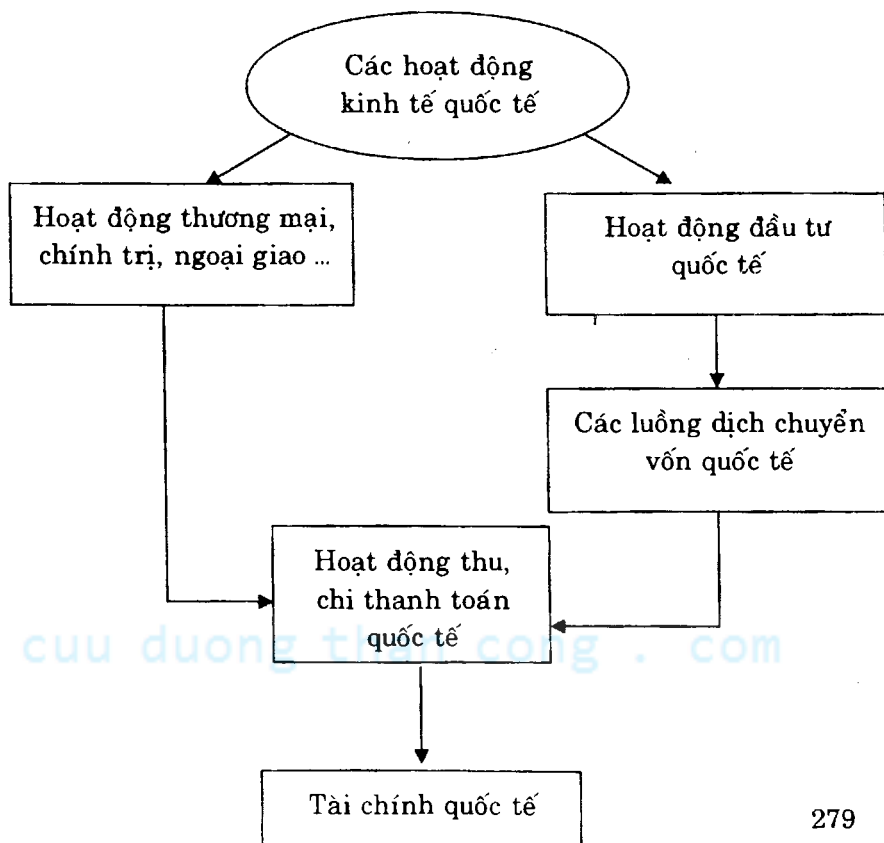 Các hoạt động
kinh tế quốc tế
Hoạt động thương mại,
chính trị, ngoại giao ...
Hoạt động đầu tư
quốc tế
Các luồng dịch chuyển
vốn quốc tế
Hoạt động thu,
chi thanh toán
quốc tế
cuu duong than cong . com
Tài chính quốc tế
279